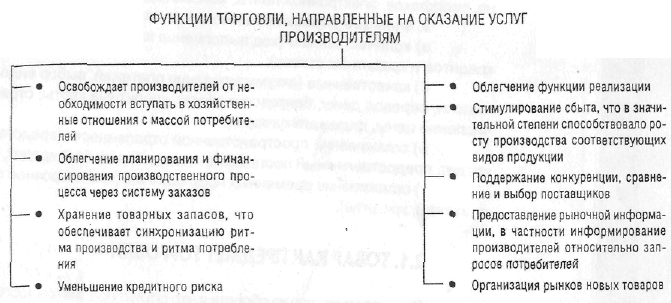 ФУНКЦИИ ТОРГОВЛИ, НАПРАВЛЕННЫЕ НА ОКАЗАНИЕ УСЛУГ
ПРОИЗВОДИТЕЛЯМ
Освобождает производителей от не-
обходимости вступать в хозяйствен-
ные отношения с массой потребите-
лей
Облегчение планирования и финан-
сирования производственного про-
цесса через систему заказов
Хранение товарных запасов, что
обеспечивает синхронизацию рит-
ма производства и ритма потребле-
ния
Уменьшение кредитного риска
Облегчение функции реализации
Стимулирование сбыта, что в значи-
тельной степени способствовало ро-
сту производства соответствующих
видов продукции
Поддержание конкуренции, сравне-
ние и выбор поставщиков
Предоставление рыночной информа-
ции, в частности информирование
производителей относительно зап-
росов потребителей
Организация рынков новых товаров